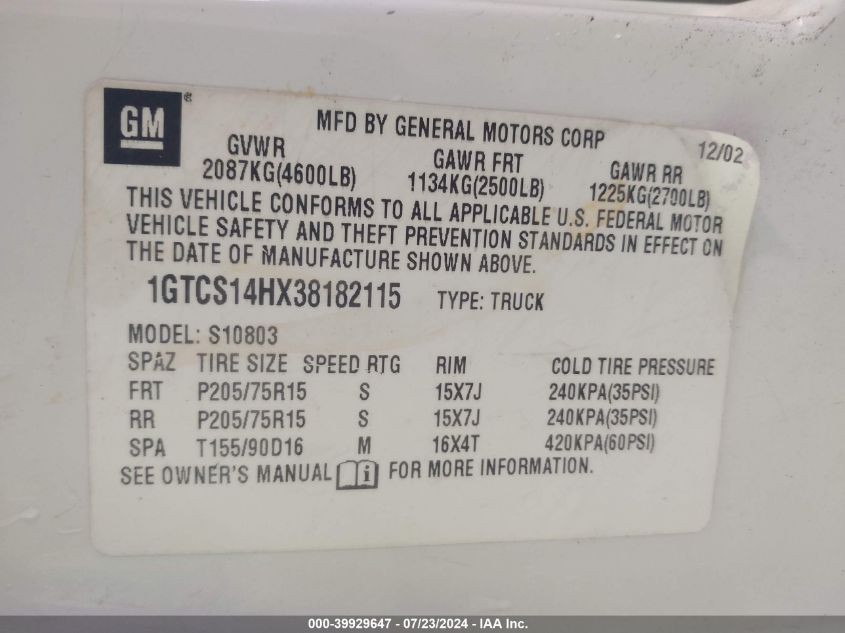 GM ®
MFD BY GENERAL MOTORS CORP 12/02
GVWR GAWR FRT GAWR RR
2087KG(4600LB) 1134KG(2500LB) 1225KG(2700LB)
THIS VEHICLE CONFORMS TO ALL APPLICABLE U.S. FEDERAL MOTOR
VEHICLE SAFETY AND THEFT PREVENTION STANDARDS IN EFFECT ON
THE DATE OF MANUFACTURE SHOWN ABOVE.
1GTCS14HX38182115 TYPE: TRUCK
MODEL: S10803
SPAZ TIRE SIZE SPEED RTG RIM COLD TIRE PRESSURE
FRT P205/75R15 S 15X7J 240KPA(35PSI)
RR P205/75R15 S 15X7J 240KPA(35PSI)
SPA T155/90D16 M 16X4T 420KPA(60PSI)
SEE OWNER'S MANUAL i FOR MORE INFORMATION.
000-39929647 / 07/23/2024 - IAA Inc.